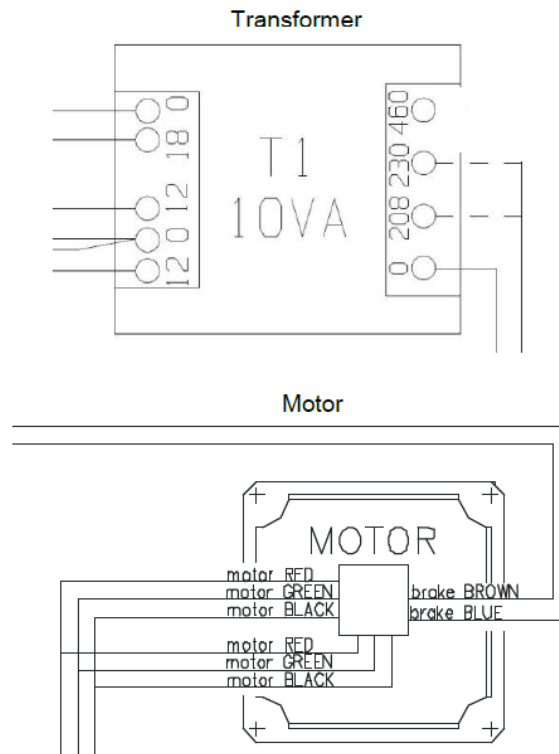 Transformer
0
18
12
0
12
T1
10VA
460
230
208
0
Motor
MOTOR
motor RED
motor GREEN
motor BLACK
brake BROWN
brake BLUE
motor RED
motor GREEN
motor BLACK